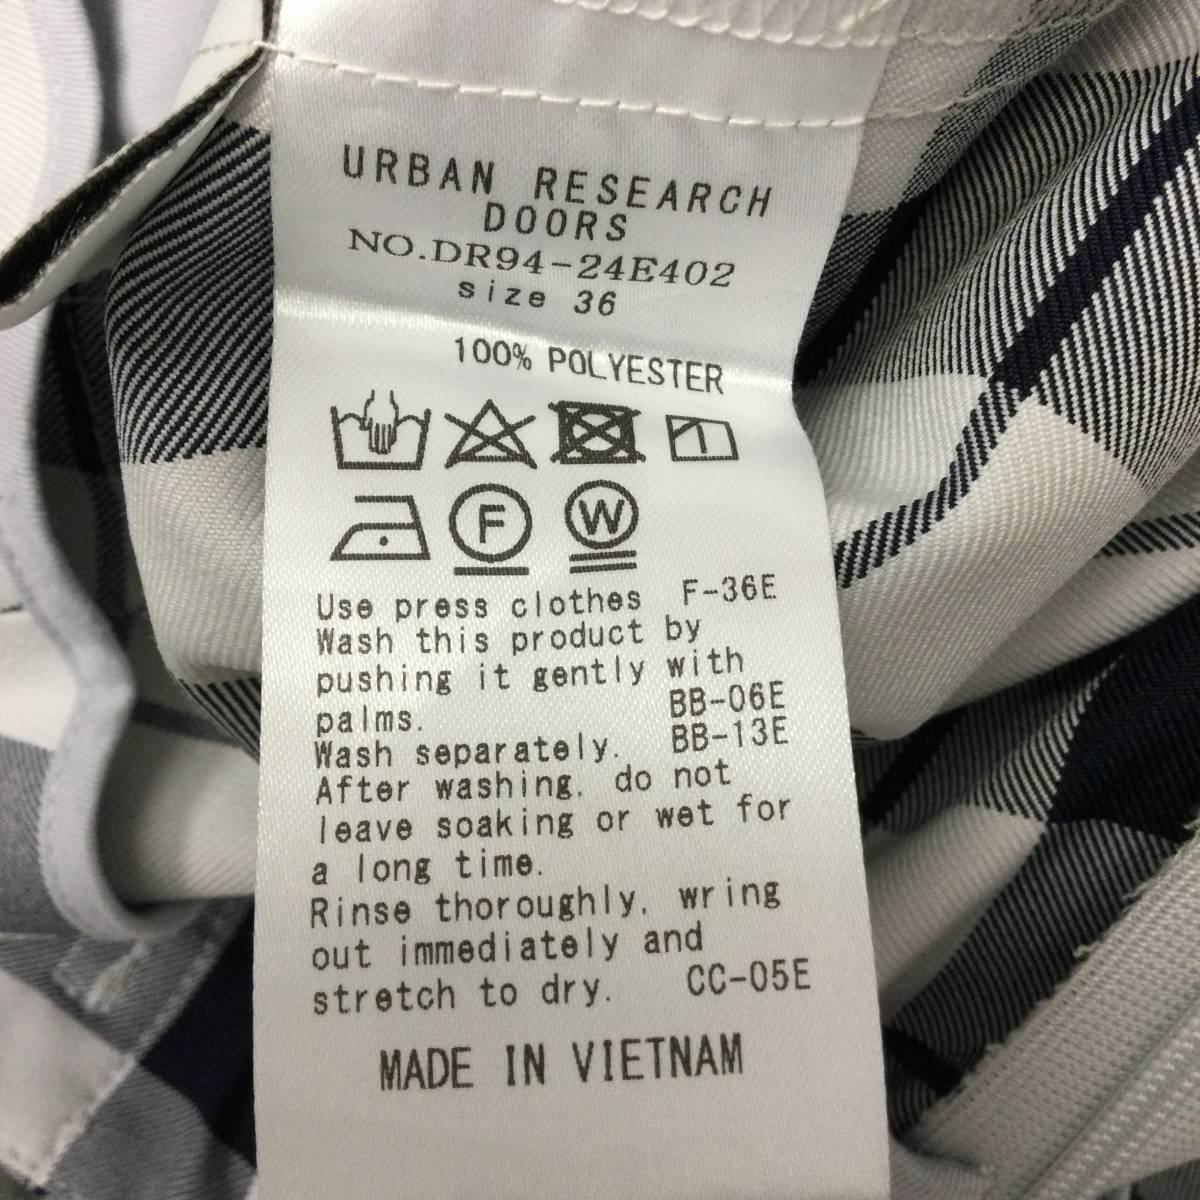 URBAN RESEARCH
DOORS
NO.DR94-24E402
size 36
100% POLYESTER
F W
Use press clothes F-36E
Wash this product by
pushing it gently with
palms. BB-06E
Wash separately. BB-13E
After washing, do not
leave soaking or wet for
a long time.
Rinse thoroughly, wring
out immediately and
stretch to dry. CC-05E
MADE IN VIETNAM